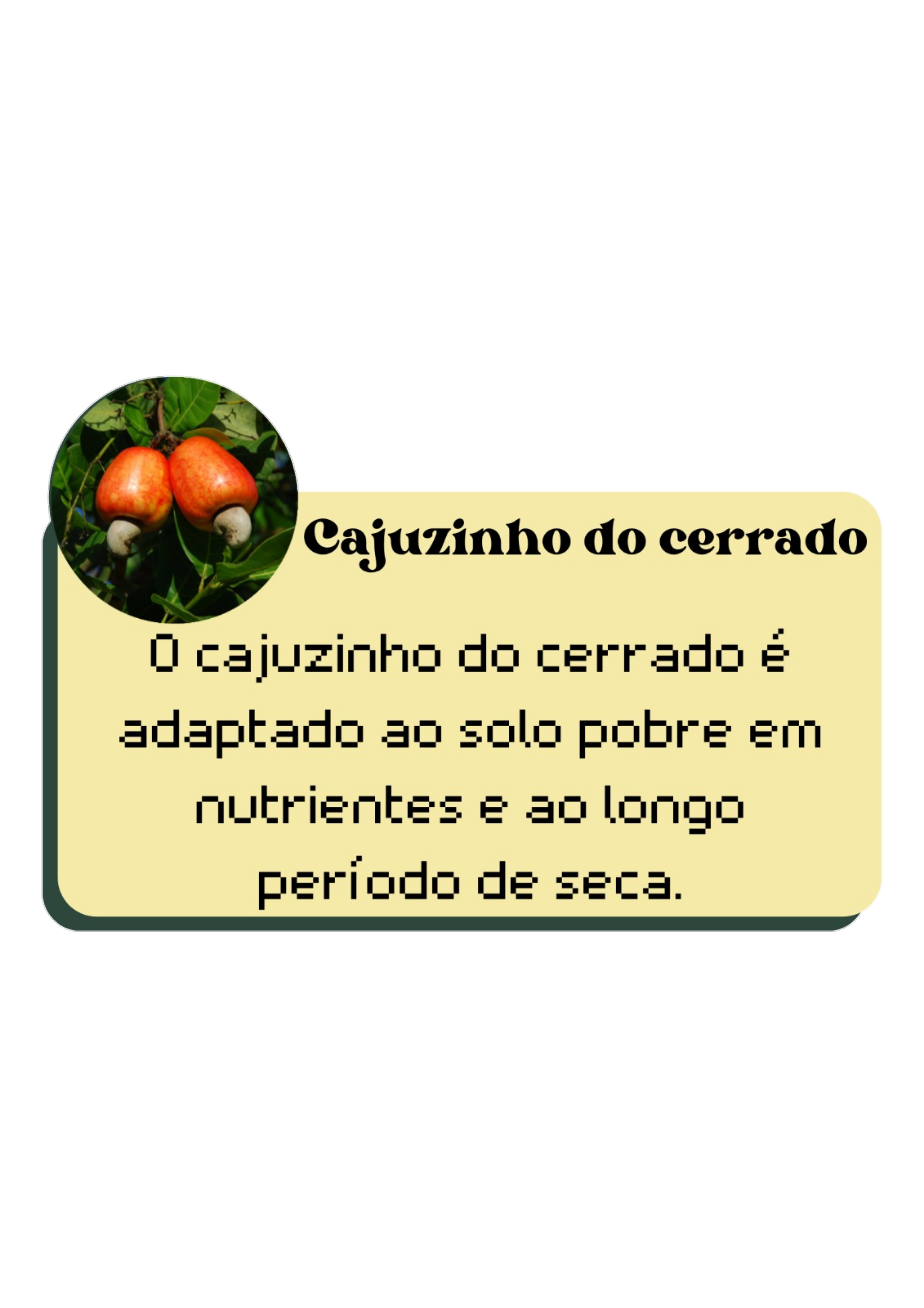 Cajuzinho do cerrado
O cajuzinho do cerrado é
adaptado ao solo pobre em
nutrientes e ao longo
período de seca.